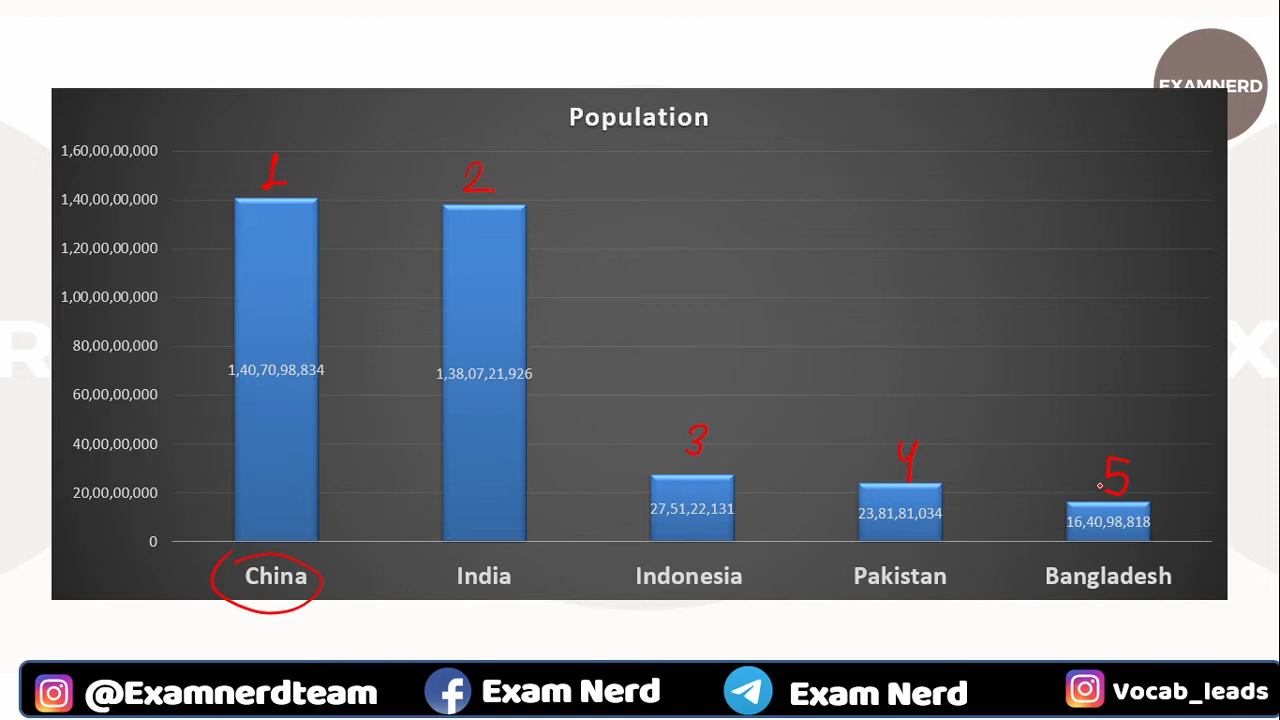 EXAMNERD
Population
1,60,00,00,000
1,40,00,00,000
1,20,00,00,000
1,00,00,00,000
80,00,00,000
60,00,00,000
40,00,00,000
20,00,00,000
0
1 2 3 4 5
1,40,70,98,834 1,38,07,21,926 27,51,22,131 23,81,81,034 16,40,98,818
China India Indonesia Pakistan Bangladesh
@Examnerdteam Exam Nerd Exam Nerd Vocab_leads